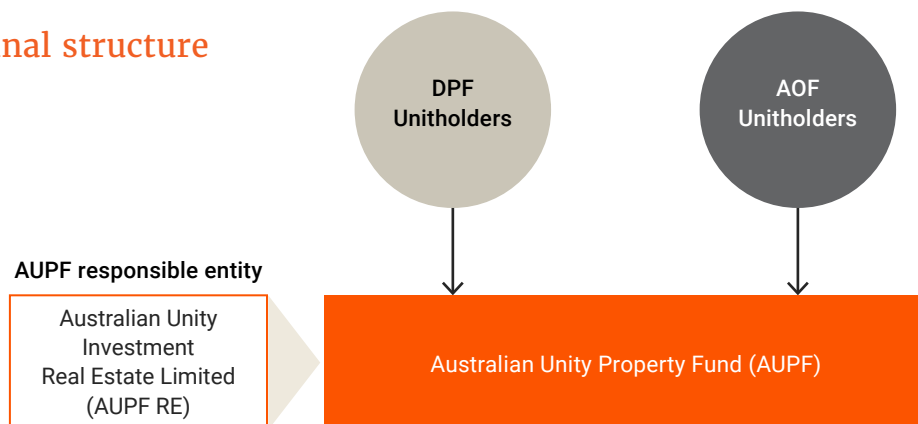 nal structure
DPF
Unitholders
AOF
Unitholders
AUPF responsible entity
Australian Unity
Investment
Real Estate Limited
(AUPF RE)
Australian Unity Property Fund (AUPF)